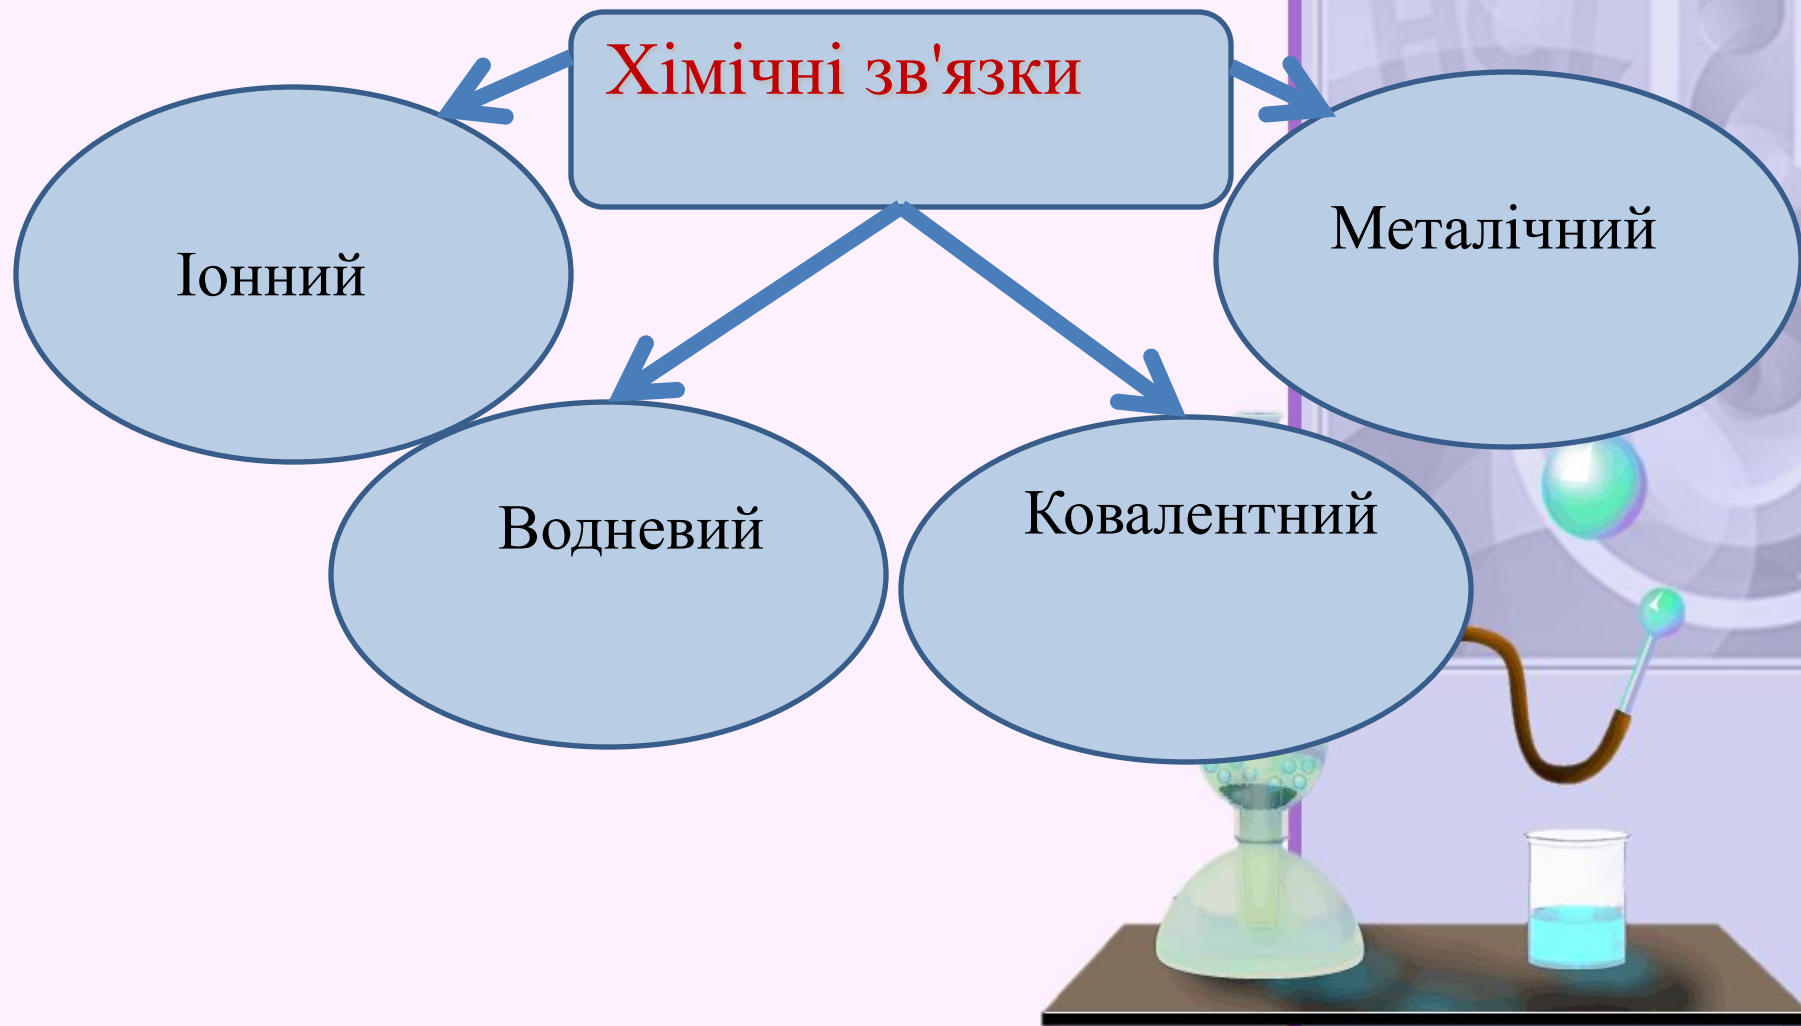 Хімічні зв'язки
Іонний
Металічний
Водневий
Ковалентний